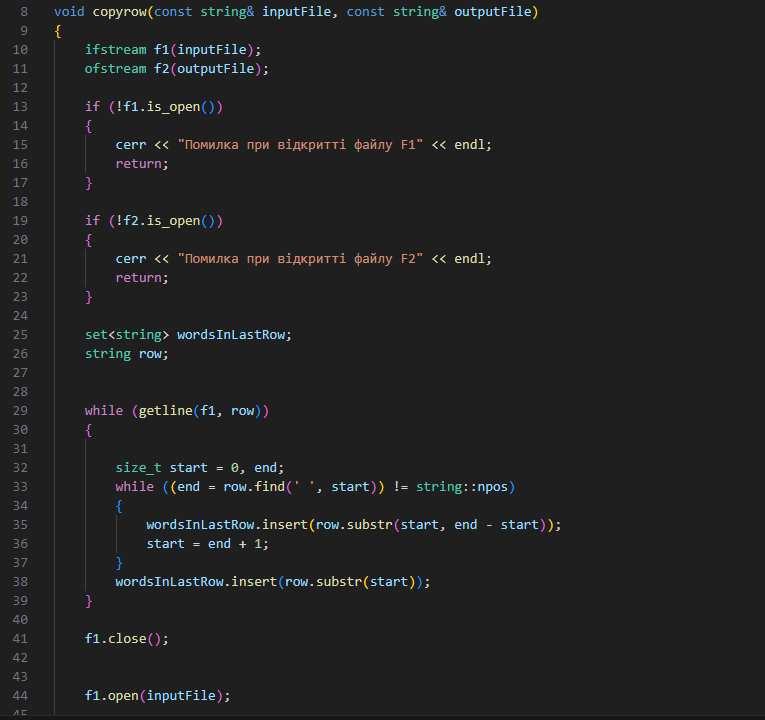 8 void copyrow(const string& inputFile, const string& outputFile)
9 {
10 ifstream f1(inputFile);
11 ofstream f2(outputFile);
12
13 if (!f1.is_open())
14 {
15 cerr << "Помилка при відкритті файлу F1" << endl;
16 return;
17 }
18
19 if (!f2.is_open())
20 {
21 cerr << "Помилка при відкритті файлу F2" << endl;
22 return;
23 }
24
25 set<string> wordsInLastRow;
26 string row;
27
28
29 while (getline(f1, row))
30 {
31
32 size_t start = 0, end;
33 while ((end = row.find(' ', start)) != string::npos)
34 {
35 wordsInLastRow.insert(row.substr(start, end - start));
36 start = end + 1;
37 }
38 wordsInLastRow.insert(row.substr(start));
39 }
40
41 f1.close();
42
43
44 f1.open(inputFile);
45